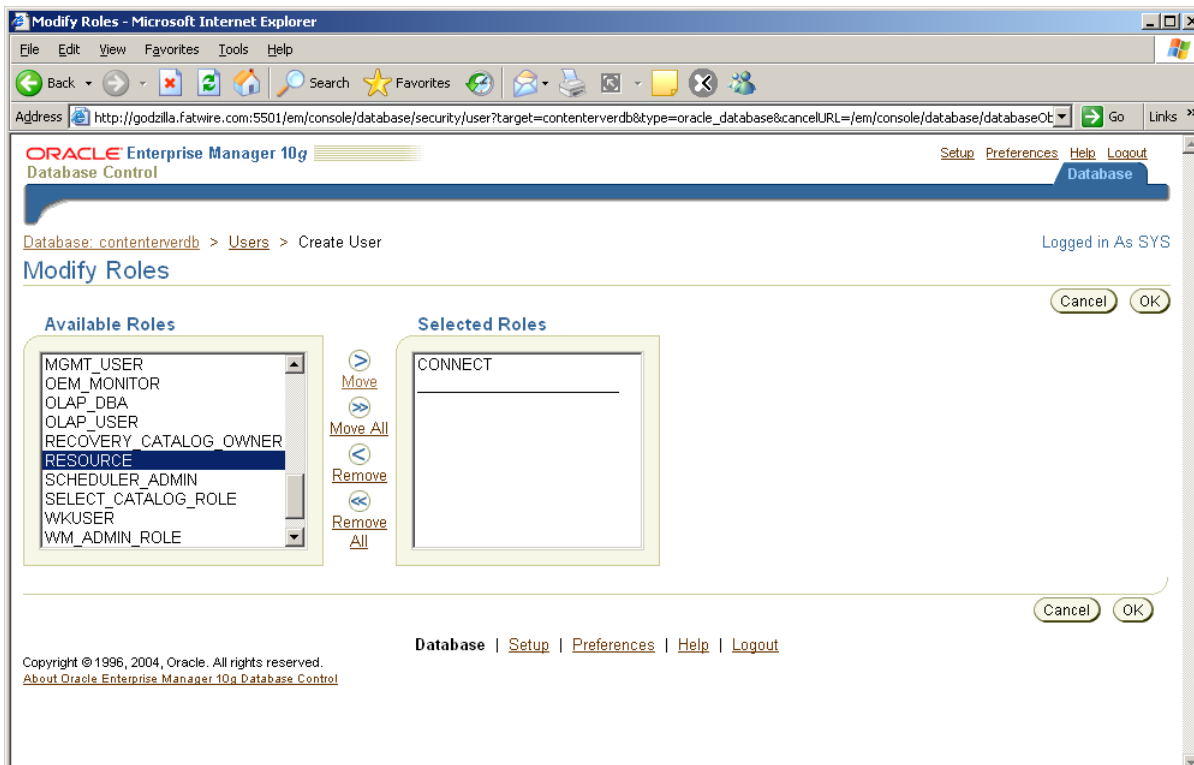 Modify Roles - Microsoft Internet Explorer
File Edit View Favorites Tools Help
Back Search Favorites
Address http://godzilla.fatwire.com:5501/em/console/database/security/user?target=contenterverdb&type=oracle_database&cancelURL=/em/console/database/databaseOb Go Links »
ORACLE Enterprise Manager 10g
Database Control
Setup Preferences Help Logout
Database
Database: contenterverdb > Users > Create User
Logged in As SYS
Modify Roles
Cancel OK
Available Roles
MGMT_USER
OEM_MONITOR
OLAP_DBA
OLAP_USER
RECOVERY_CATALOG_OWNER
RESOURCE
SCHEDULER_ADMIN
SELECT_CATALOG_ROLE
WKUSER
WM_ADMIN_ROLE
Move
Move All
Remove
Remove
All
Selected Roles
CONNECT
Cancel OK
Database | Setup | Preferences | Help | Logout
Copyright © 1996, 2004, Oracle. All rights reserved.
About Oracle Enterprise Manager 10g Database Control